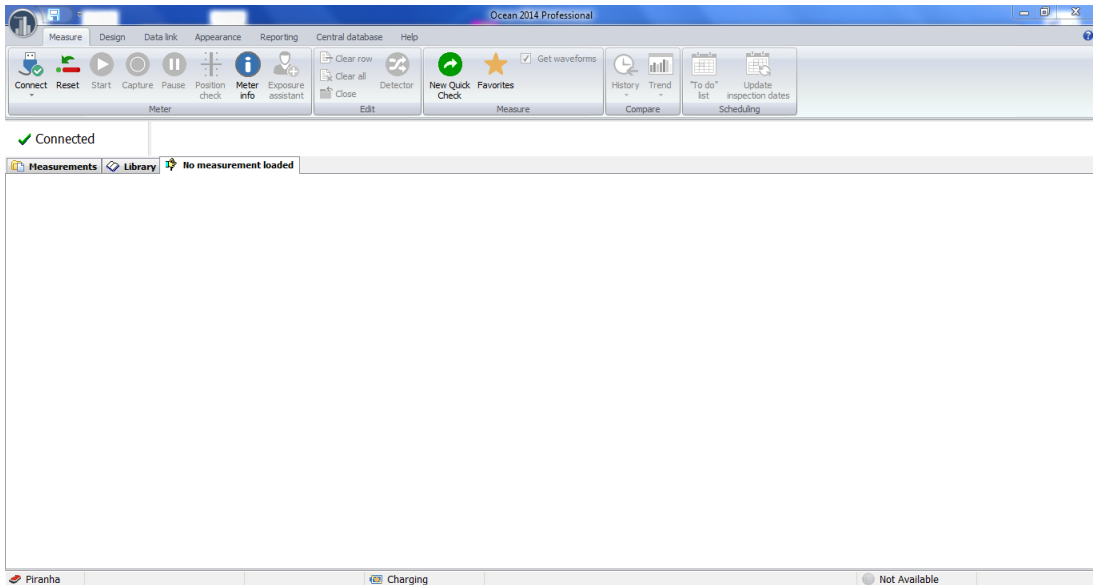 Ocean 2014 Professional
Measure Design Data link Appearance Reporting Central database Help
Connect Reset Start Capture Pause Position check Meter info Exposure assistant
Meter
Clear row
Clear all
Close
Detector
Edit
New Quick Check Favorites
Get waveforms
Measure
History Trend
Compare
"To do" list Update inspection dates
Scheduling
Connected
Measurements Library No measurement loaded
Piranha Charging Not Available